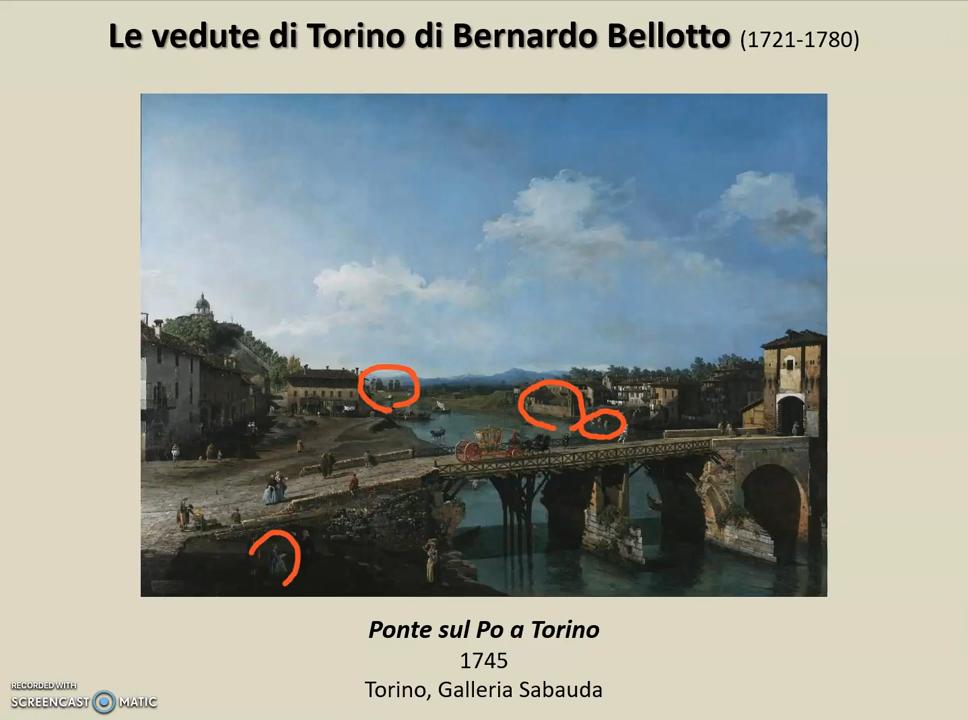 Le vedute di Torino di Bernardo Bellotto (1721-1780)
Ponte sul Po a Torino
1745
Torino, Galleria Sabauda
RECORDED WITH
SCREENCAST MATIC